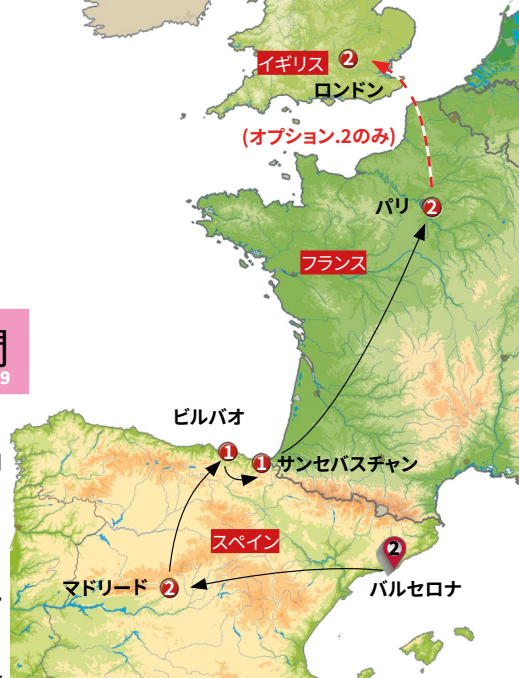 イギリス
2
ロンドン
(オプション.2のみ)
パリ
2
フランス
9
ビルバオ
1
1
サンセバスチャン
スペイン
2
マドリード
2
バルセロナ